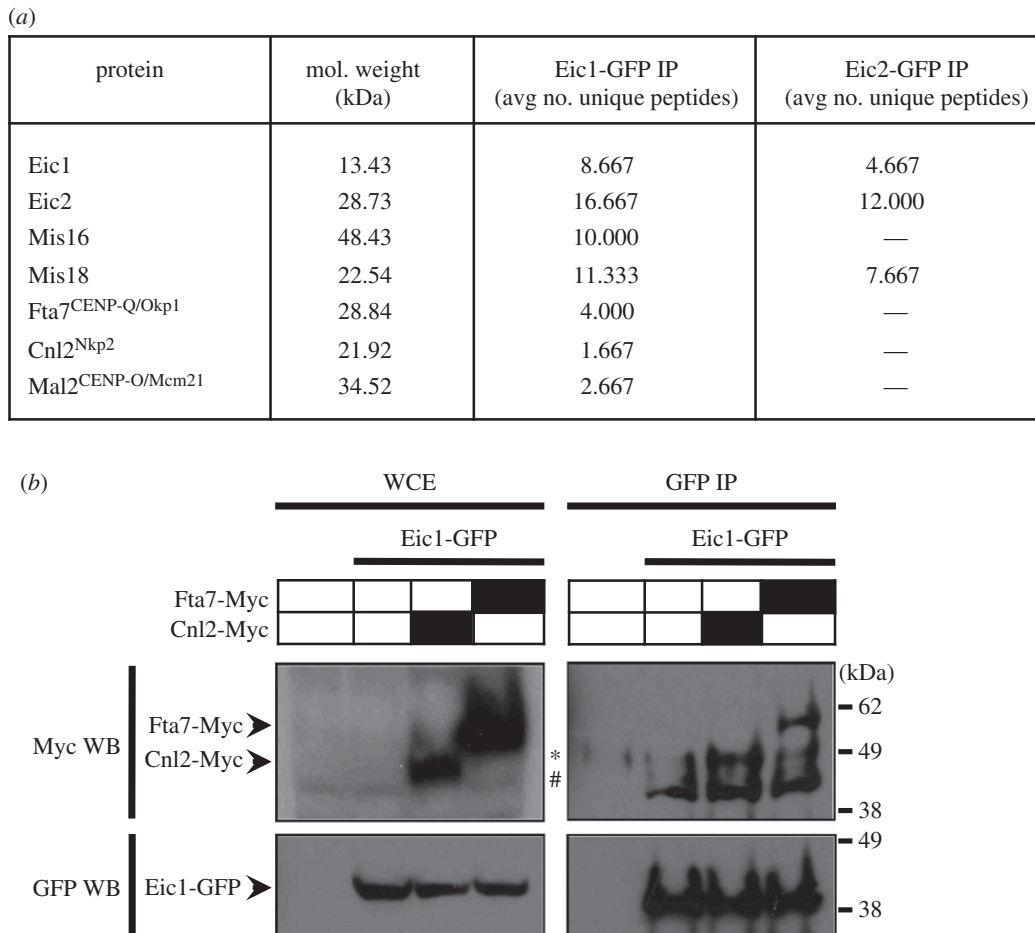 (a)
protein mol. weight (kDa) Eic1-GFP IP (avg no. unique peptides) Eic2-GFP IP (avg no. unique peptides)
Eic1 13.43 8.667 4.667
Eic2 28.73 16.667 12.000
Mis16 48.43 10.000 —
Mis18 22.54 11.333 7.667
Fta7CENP-Q/Okp1 28.84 4.000 —
Cnl2Nkp2 21.92 1.667 —
Mal2CENP-O/Mcm21 34.52 2.667 —
(b)
WCE GFP IP
Eic1-GFP Eic1-GFP
Fta7-Myc
Cnl2-Myc
(kDa)
Fta7-Myc 62
Myc WB Cnl2-Myc * 49
#
38
49
GFP WB Eic1-GFP
38